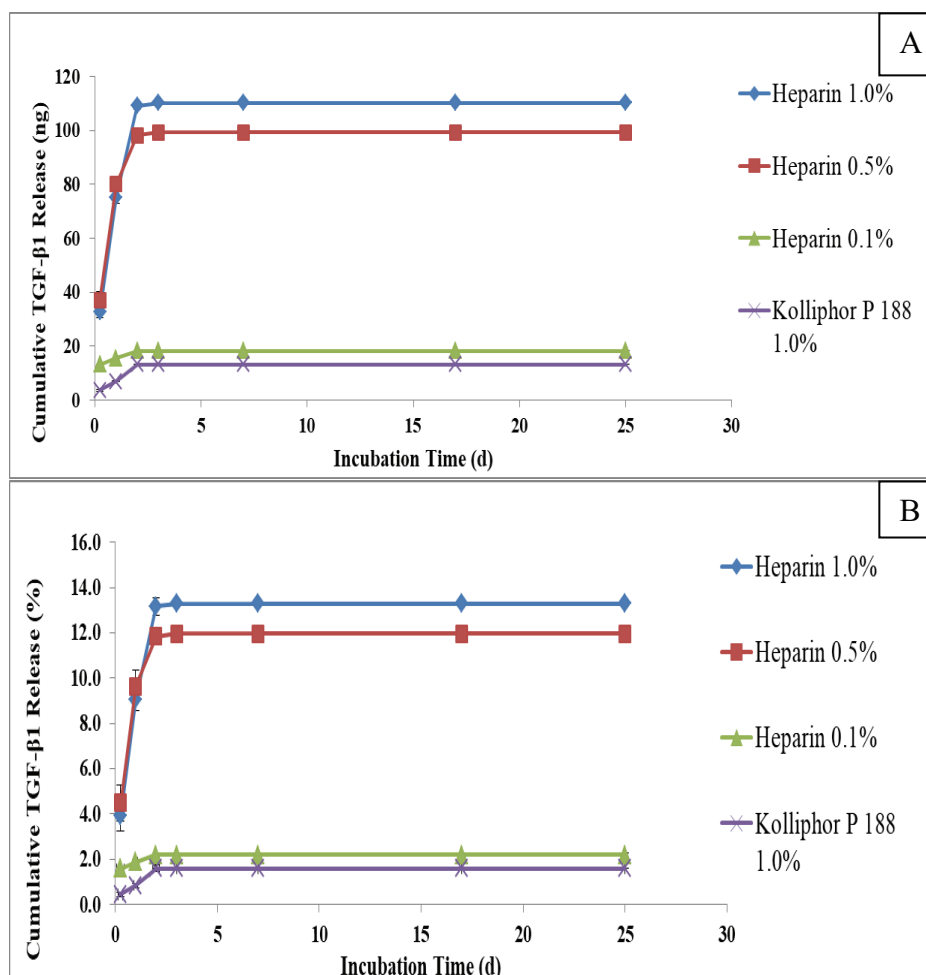 A
Cumulative TGF-β1 Release (ng)
120
100
80
60
40
20
0
0 5 10 15 20 25 30
Incubation Time (d)
Heparin 1.0%
Heparin 0.5%
Heparin 0.1%
Kolliphor P 188
1.0%
B
Cumulative TGF-β1 Release (%)
16.0
14.0
12.0
10.0
8.0
6.0
4.0
2.0
0.0
0 5 10 15 20 25 30
Incubation Time (d)
Heparin 1.0%
Heparin 0.5%
Heparin 0.1%
Kolliphor P 188
1.0%